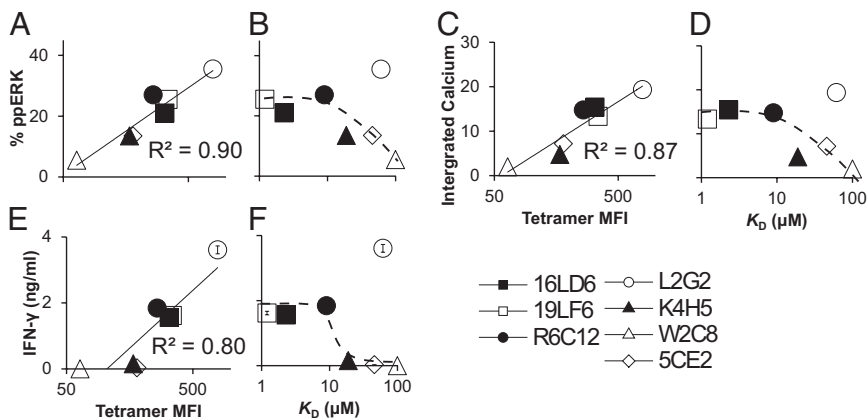 A
B
C
D
% ppERK
40
20
0
R² = 0.90
Intergrated Calcium
30
20
10
0
R² = 0.87
50
500
Tetramer MFI
1
10
100
K_D (µM)
E
F
IFN-γ (ng/ml)
4
2
0
R² = 0.80
50
500
Tetramer MFI
1
10
100
K_D (µM)
16LD6
19LF6
R6C12
L2G2
K4H5
W2C8
5CE2